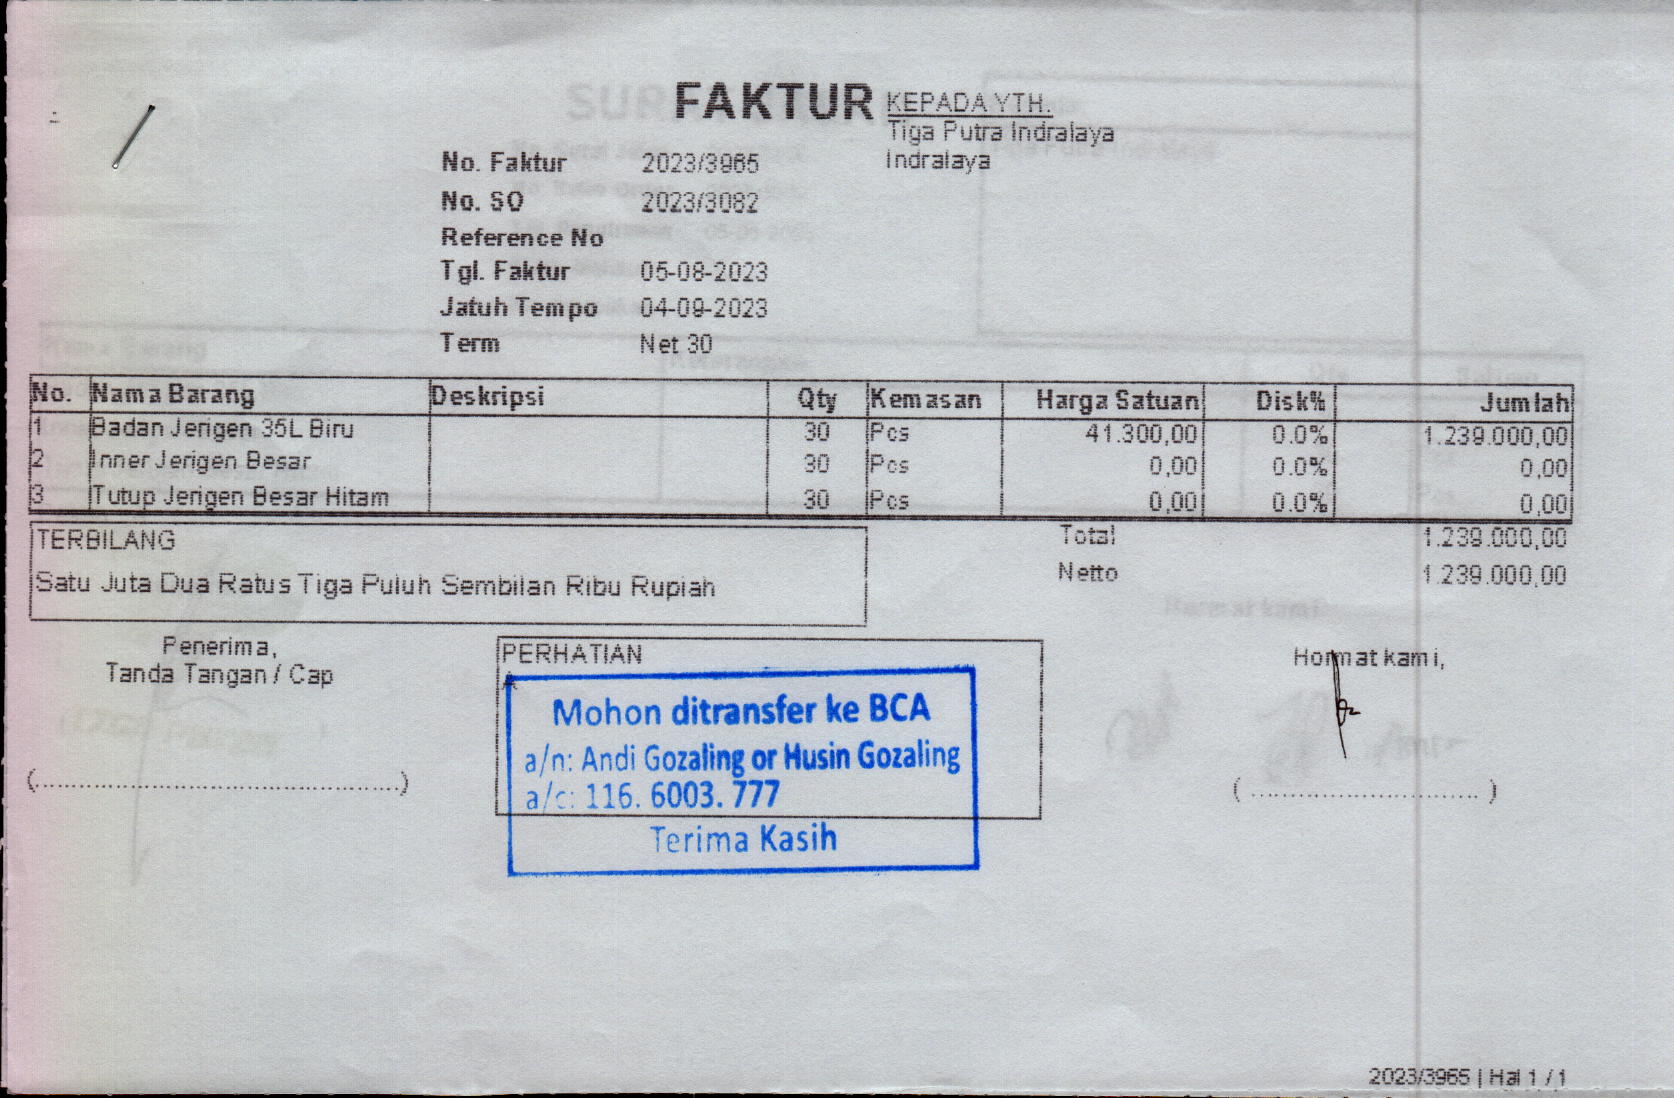 FAKTUR
KEPADA YTH.
Tiga Putra Indralaya
Indralaya
No. Faktur 2023/3965
No. SO 2023/3082
Reference No
Tgl. Faktur 05-08-2023
Jatuh Tempo 04-09-2023
Term Net 30
No. Nama Barang Deskripsi Qty Kemasan Harga Satuan Disk% Jumlah
1 Badan Jerigen 35L Biru 30 Pcs 41.300,00 0.0% 1.239.000,00
2 Inner Jerigen Besar 30 Pcs 0,00 0.0% 0,00
3 Tutup Jerigen Besar Hitam 30 Pcs 0,00 0.0% 0,00
TERBILANG
Satu Juta Dua Ratus Tiga Puluh Sembilan Ribu Rupiah
Total 1.239.000,00
Netto 1.239.000,00
Penerima,
Tanda Tangan / Cap
(..............................................)
PERHATIAN
Mohon ditransfer ke BCA
a/n: Andi Gozaling or Husin Gozaling
a/c: 116. 6003. 777
Terima Kasih
Hormat kami,
( ............................. )
2023/3965 | Hal 1 / 1